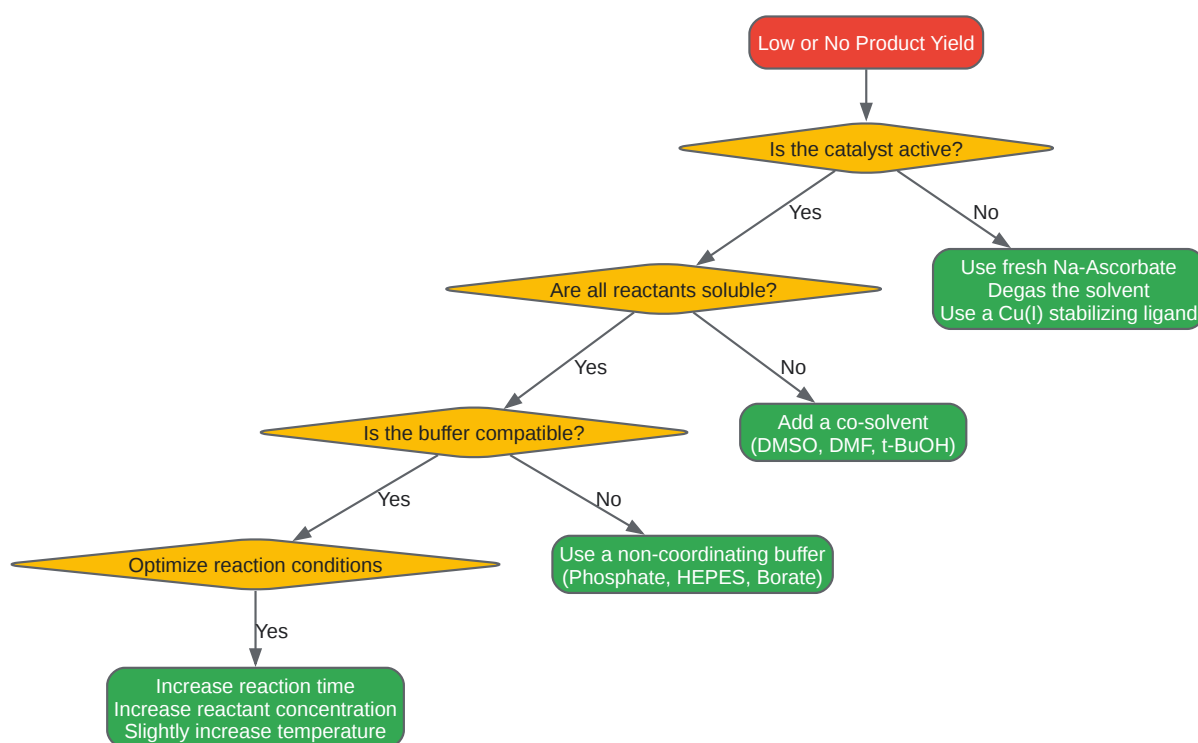 Low or No Product Yield
Is the catalyst active?
Yes
No
Use fresh Na-Ascorbate
Degas the solvent
Use a Cu(I) stabilizing ligand
Are all reactants soluble?
Yes
No
Add a co-solvent
(DMSO, DMF, t-BuOH)
Is the buffer compatible?
Yes
No
Use a non-coordinating buffer
(Phosphate, HEPES, Borate)
Optimize reaction conditions
Yes
Increase reaction time
Increase reactant concentration
Slightly increase temperature